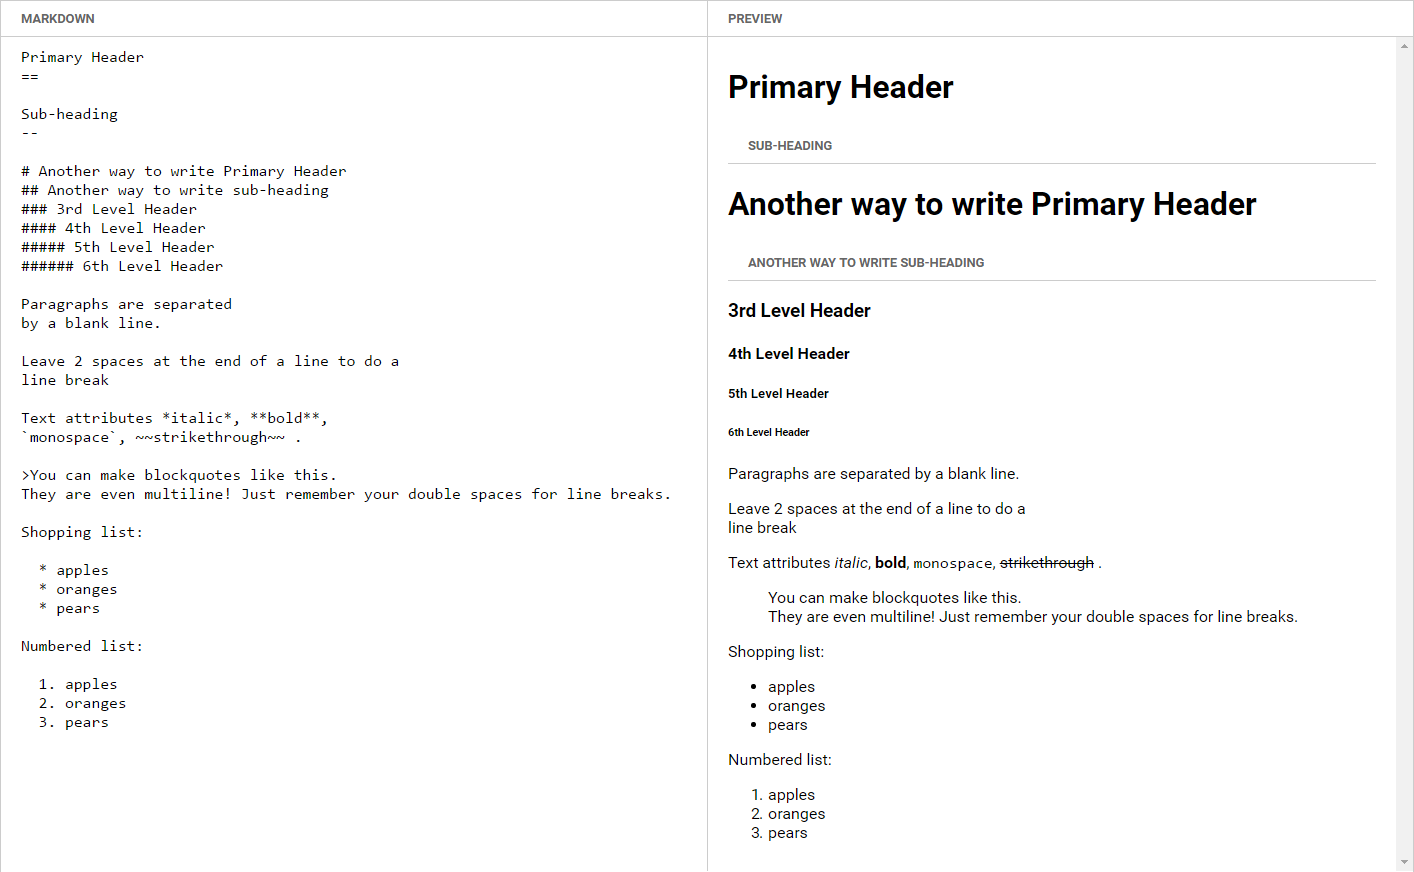 MARKDOWN
Primary Header
==
Sub-heading
--
# Another way to write Primary Header
## Another way to write sub-heading
### 3rd Level Header
#### 4th Level Header
##### 5th Level Header
###### 6th Level Header
Paragraphs are separated
by a blank line.
Leave 2 spaces at the end of a line to do a
line break
Text attributes *italic*, **bold**,
`monospace`, ~~strikethrough~~ .
>You can make blockquotes like this.
They are even multiline! Just remember your double spaces for line breaks.
Shopping list:
* apples
* oranges
* pears
Numbered list:
1. apples
2. oranges
3. pears
PREVIEW
Primary Header
SUB-HEADING
Another way to write Primary Header
ANOTHER WAY TO WRITE SUB-HEADING
3rd Level Header
4th Level Header
5th Level Header
6th Level Header
Paragraphs are separated by a blank line.
Leave 2 spaces at the end of a line to do a
line break
Text attributes italic, bold, monospace, strikethrough .
You can make blockquotes like this.
They are even multiline! Just remember your double spaces for line breaks.
Shopping list:
• apples
• oranges
• pears
Numbered list:
1. apples
2. oranges
3. pears